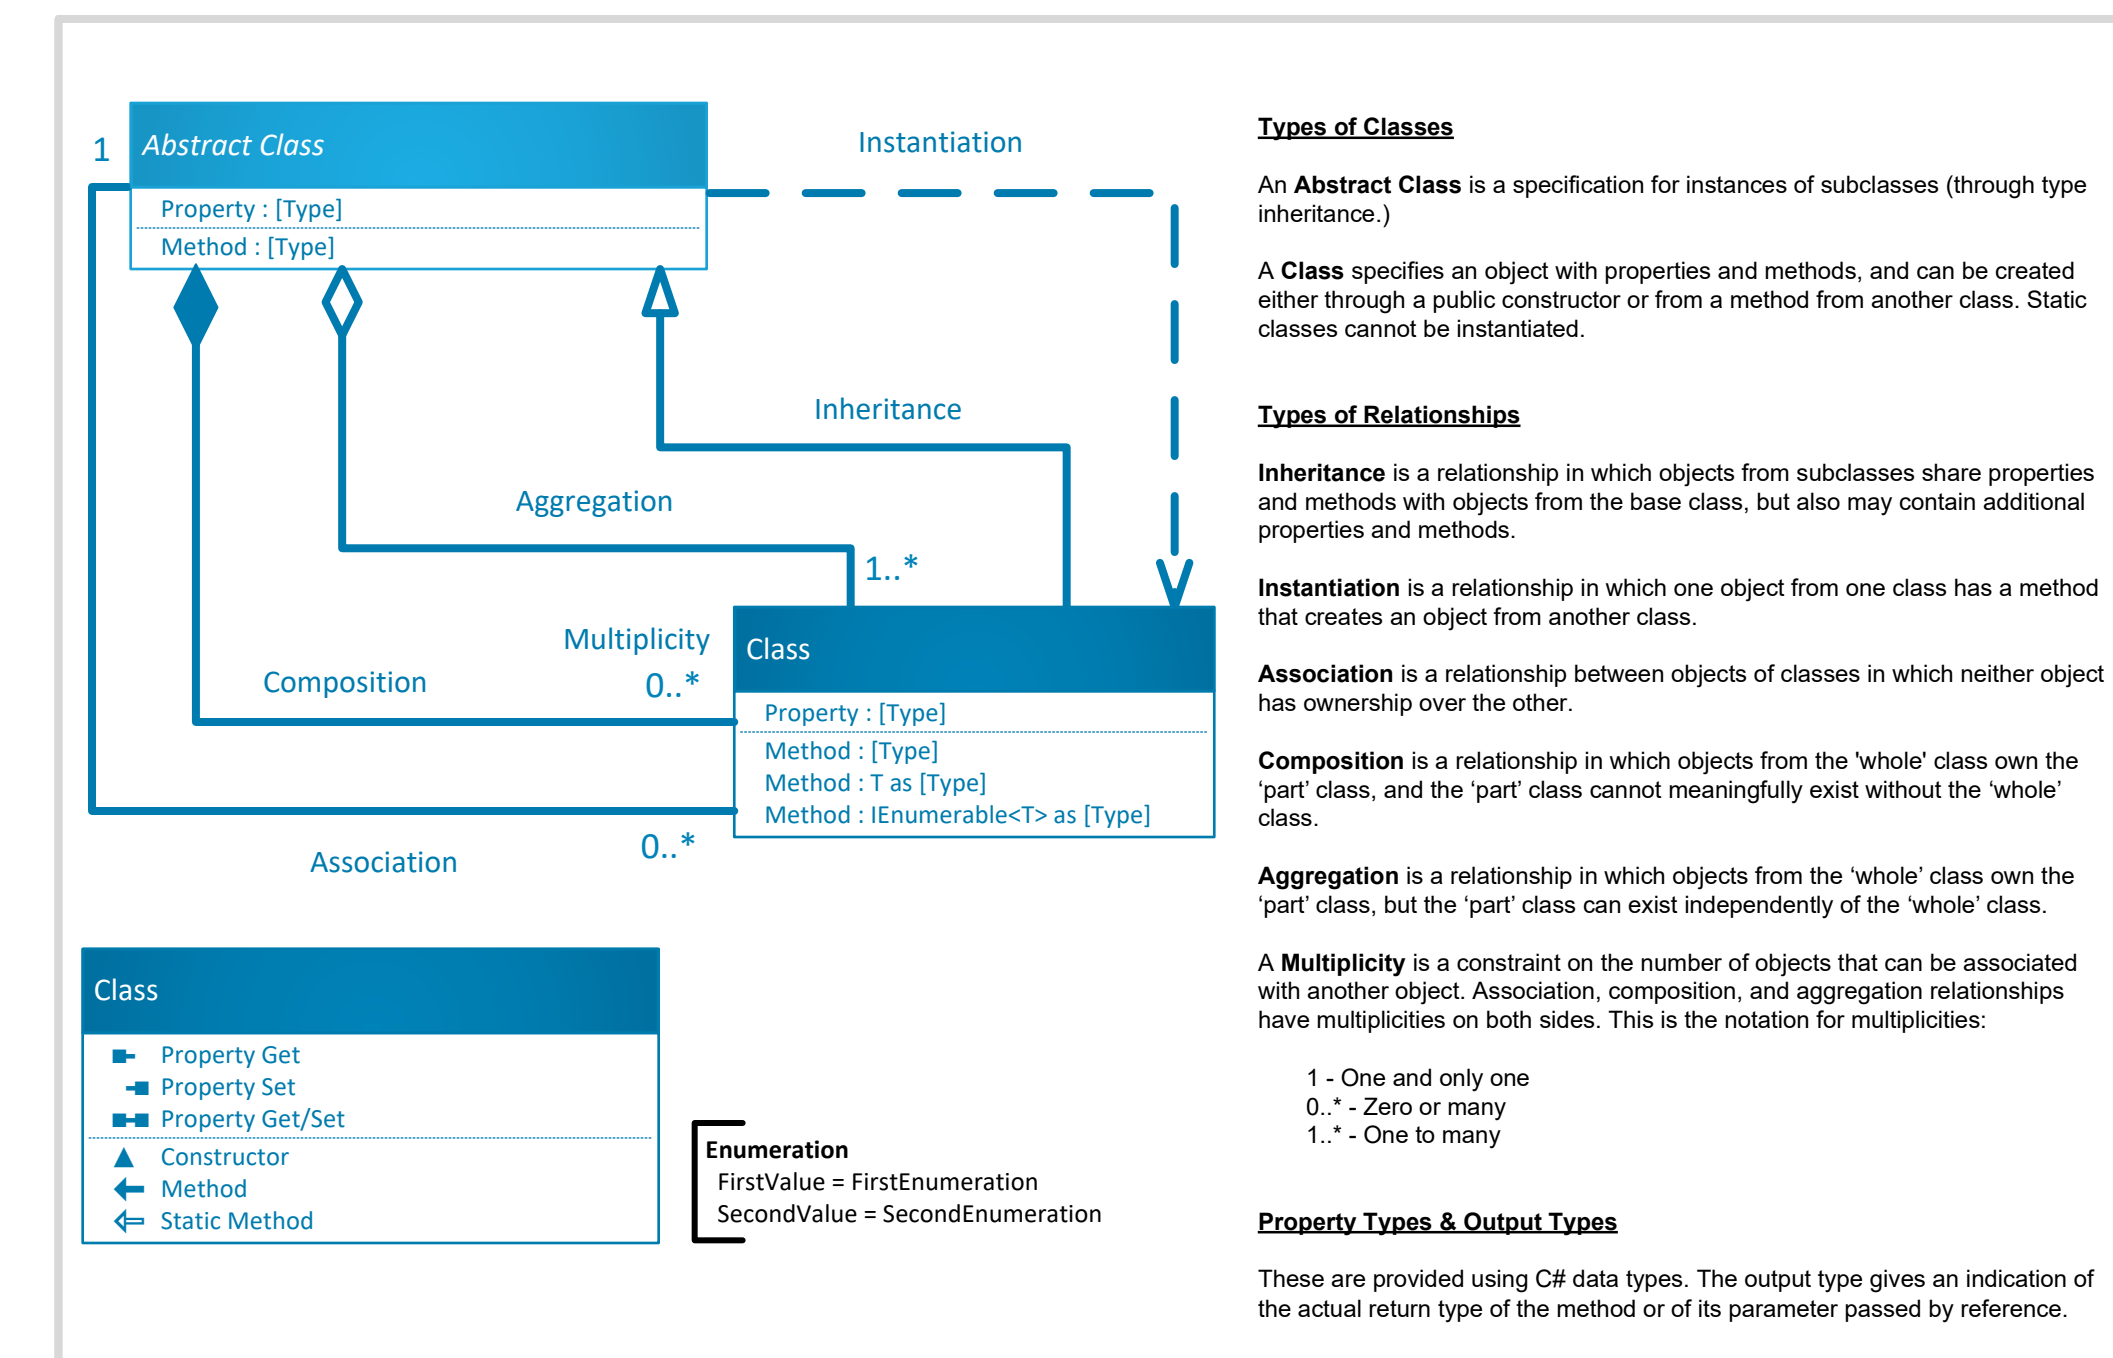 1
Abstract Class
Property : [Type]
Method : [Type]
Instantiation
Inheritance
Aggregation
1..*
Multiplicity
0..*
Composition
Class
Property : [Type]
Method : [Type]
Method : T as [Type]
Method : IEnumerable<T> as [Type]
0..*
Association
Class
Property Get
Property Set
Property Get/Set
Constructor
Method
Static Method
Enumeration
FirstValue = FirstEnumeration
SecondValue = SecondEnumeration
Types of Classes
An Abstract Class is a specification for instances of subclasses (through type
inheritance.)
A Class specifies an object with properties and methods, and can be created
either through a public constructor or from a method from another class. Static
classes cannot be instantiated.
Types of Relationships
Inheritance is a relationship in which objects from subclasses share properties
and methods with objects from the base class, but also may contain additional
properties and methods.
Instantiation is a relationship in which one object from one class has a method
that creates an object from another class.
Association is a relationship between objects of classes in which neither object
has ownership over the other.
Composition is a relationship in which objects from the 'whole' class own the
‘part’ class, and the ‘part’ class cannot meaningfully exist without the ‘whole’
class.
Aggregation is a relationship in which objects from the ‘whole’ class own the
‘part’ class, but the ‘part’ class can exist independently of the ‘whole’ class.
A Multiplicity is a constraint on the number of objects that can be associated
with another object. Association, composition, and aggregation relationships
have multiplicities on both sides. This is the notation for multiplicities:
1 - One and only one
0..* - Zero or many
1..* - One to many
Property Types & Output Types
These are provided using C# data types. The output type gives an indication of
the actual return type of the method or of its parameter passed by reference.